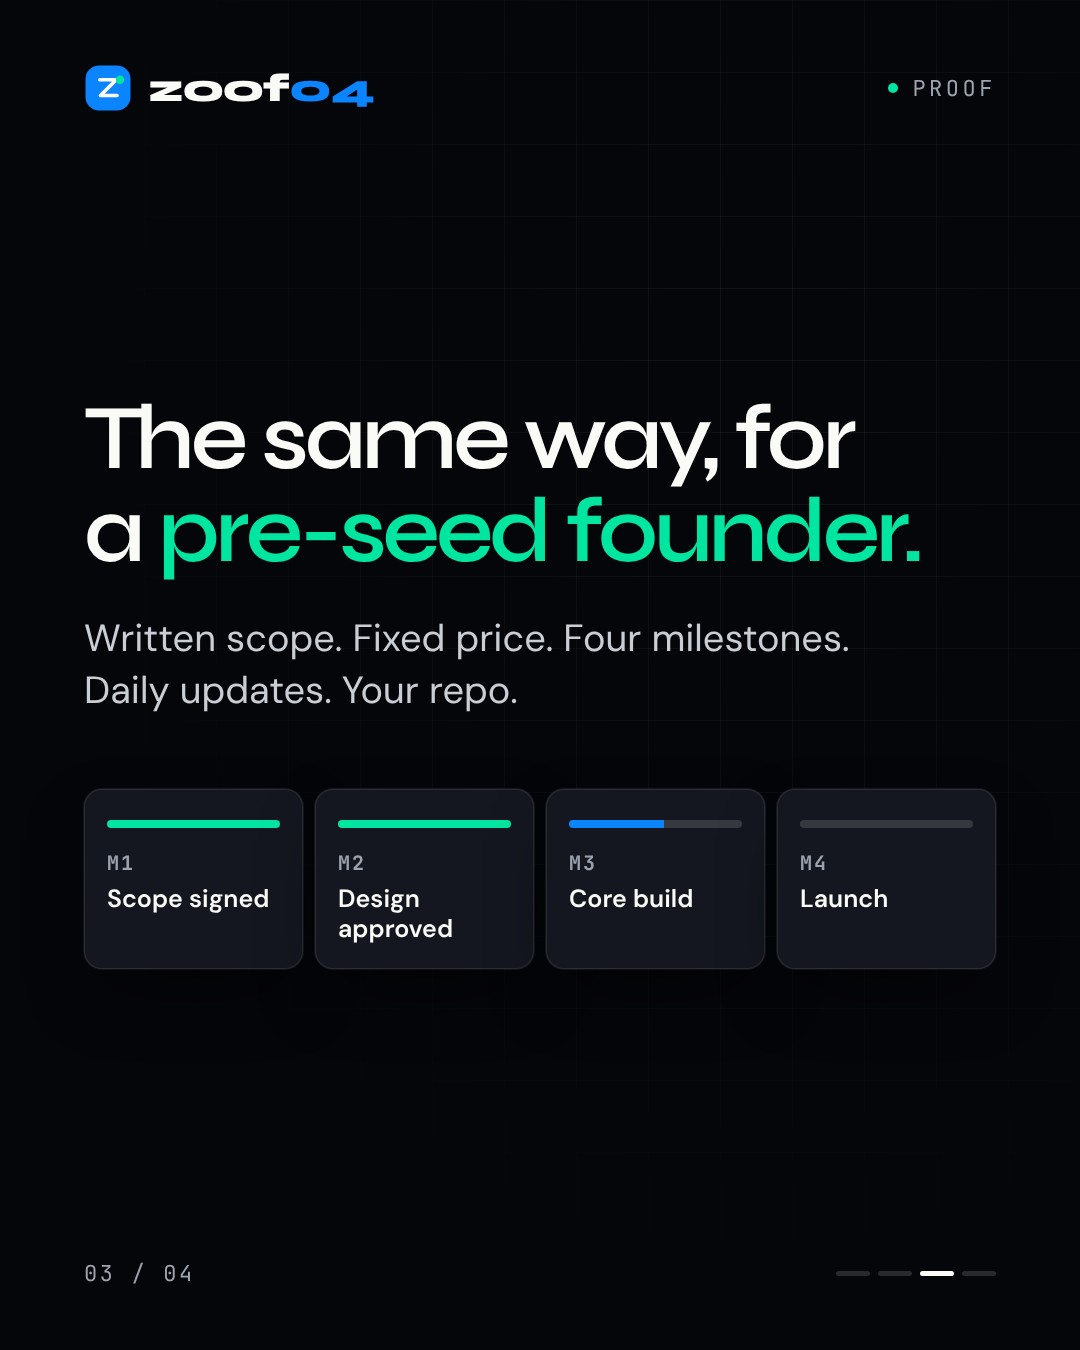 zoof04
PROOF
The same way, for
a pre-seed founder.
Written scope. Fixed price. Four milestones.
Daily updates. Your repo.
M1
Scope signed
M2
Design
approved
M3
Core build
M4
Launch
03 / 04